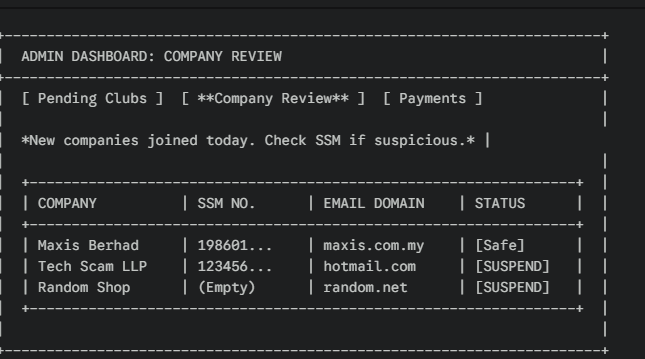 ADMIN DASHBOARD: COMPANY REVIEW
[ Pending Clubs ] [ **Company Review** ] [ Payments ]
*New companies joined today. Check SSM if suspicious.* |
| COMPANY | SSM NO. | EMAIL DOMAIN | STATUS |
| Maxis Berhad | 198601... | maxis.com.my | [Safe] |
| Tech Scam LLP | 123456... | hotmail.com | [SUSPEND] |
| Random Shop | (Empty) | random.net | [SUSPEND] |